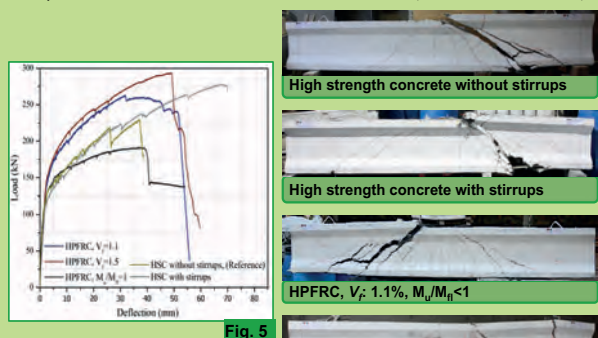 300
250
200
150
100
50
0
Load (kN)
HPFRC, Vf=1.1
HPFRC, Vf=1.5
HPFRC, Mu/Mfl=1
HSC without stirrups, (Reference)
HSC with stirrups
0 10 20 30 40 50 60 70 80
Deflection (mm)
Fig. 5
High strength concrete without stirrups
High strength concrete with stirrups
HPFRC, Vf: 1.1%, Mu/Mfl<1